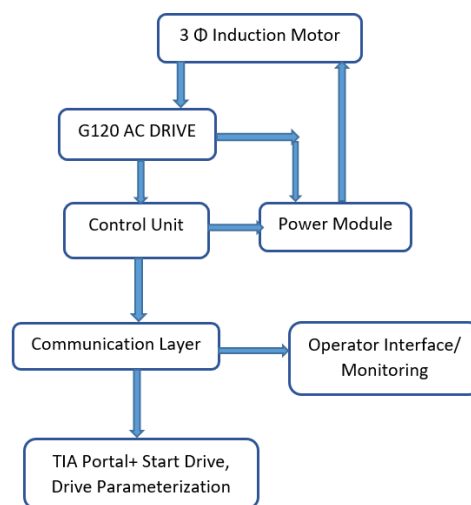 3 Φ Induction Motor
G120 AC DRIVE
Control Unit
Power Module
Communication Layer
Operator Interface/
Monitoring
TIA Portal+ Start Drive,
Drive Parameterization